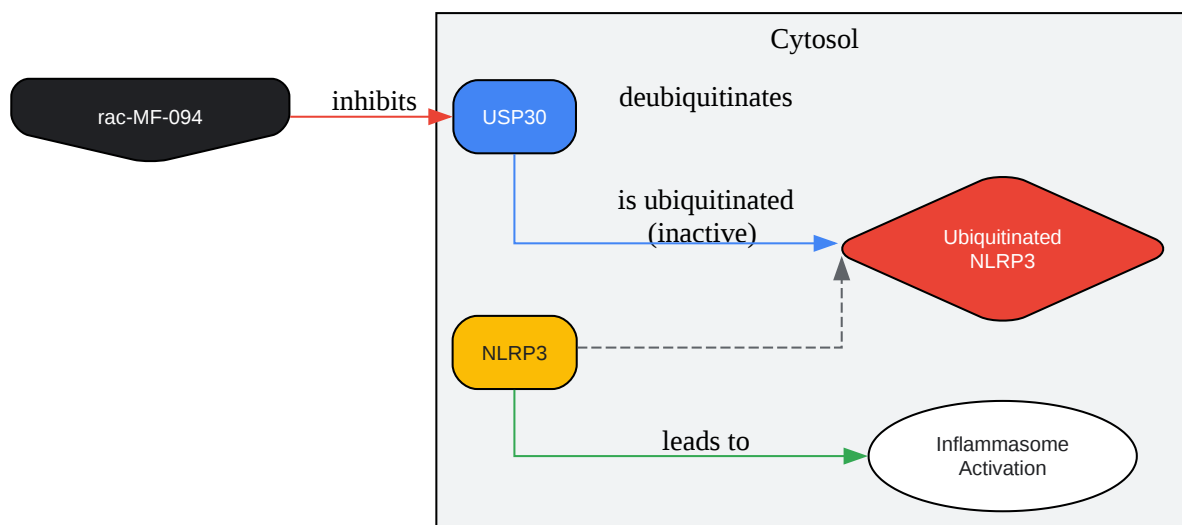 Cytosol
deubiquitinates
inhibits
rac-MF-094
USP30
is ubiquitinated
(inactive)
Ubiquitinated
NLRP3
NLRP3
leads to
Inflammasome
Activation